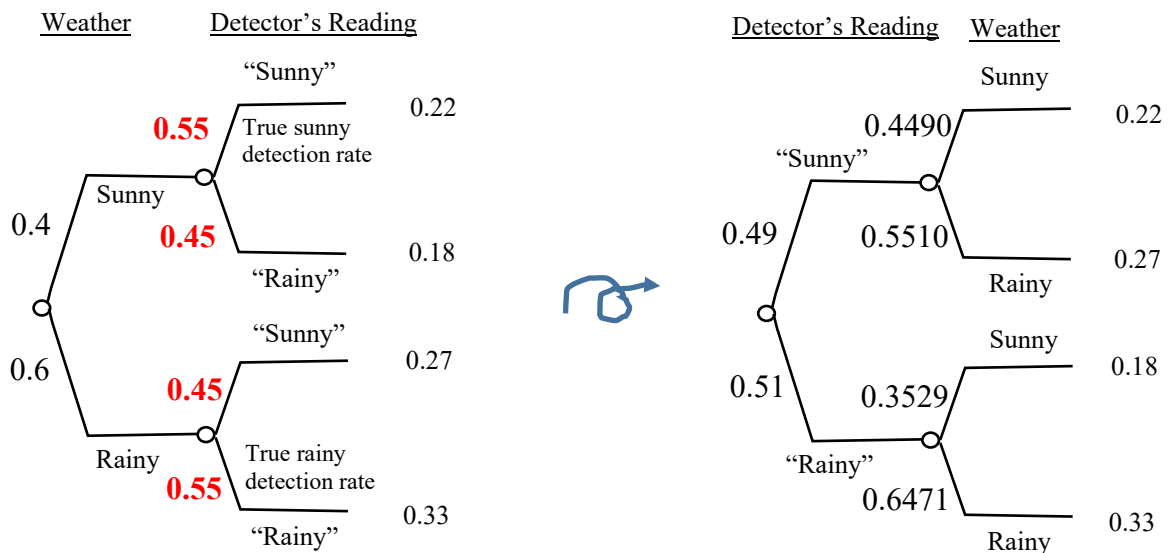 Weather
Detector’s Reading
“Sunny”
0.22
0.55
True sunny
detection rate
Sunny
0.4
0.45
0.18
“Rainy”
“Sunny”
0.6
0.27
0.45
Rainy
True rainy
detection rate
0.55
0.33
“Rainy”
Detector’s Reading
Weather
Sunny
0.22
0.4490
“Sunny”
0.49
0.5510
0.27
Rainy
Sunny
0.18
0.51
0.3529
“Rainy”
0.6471
0.33
Rainy